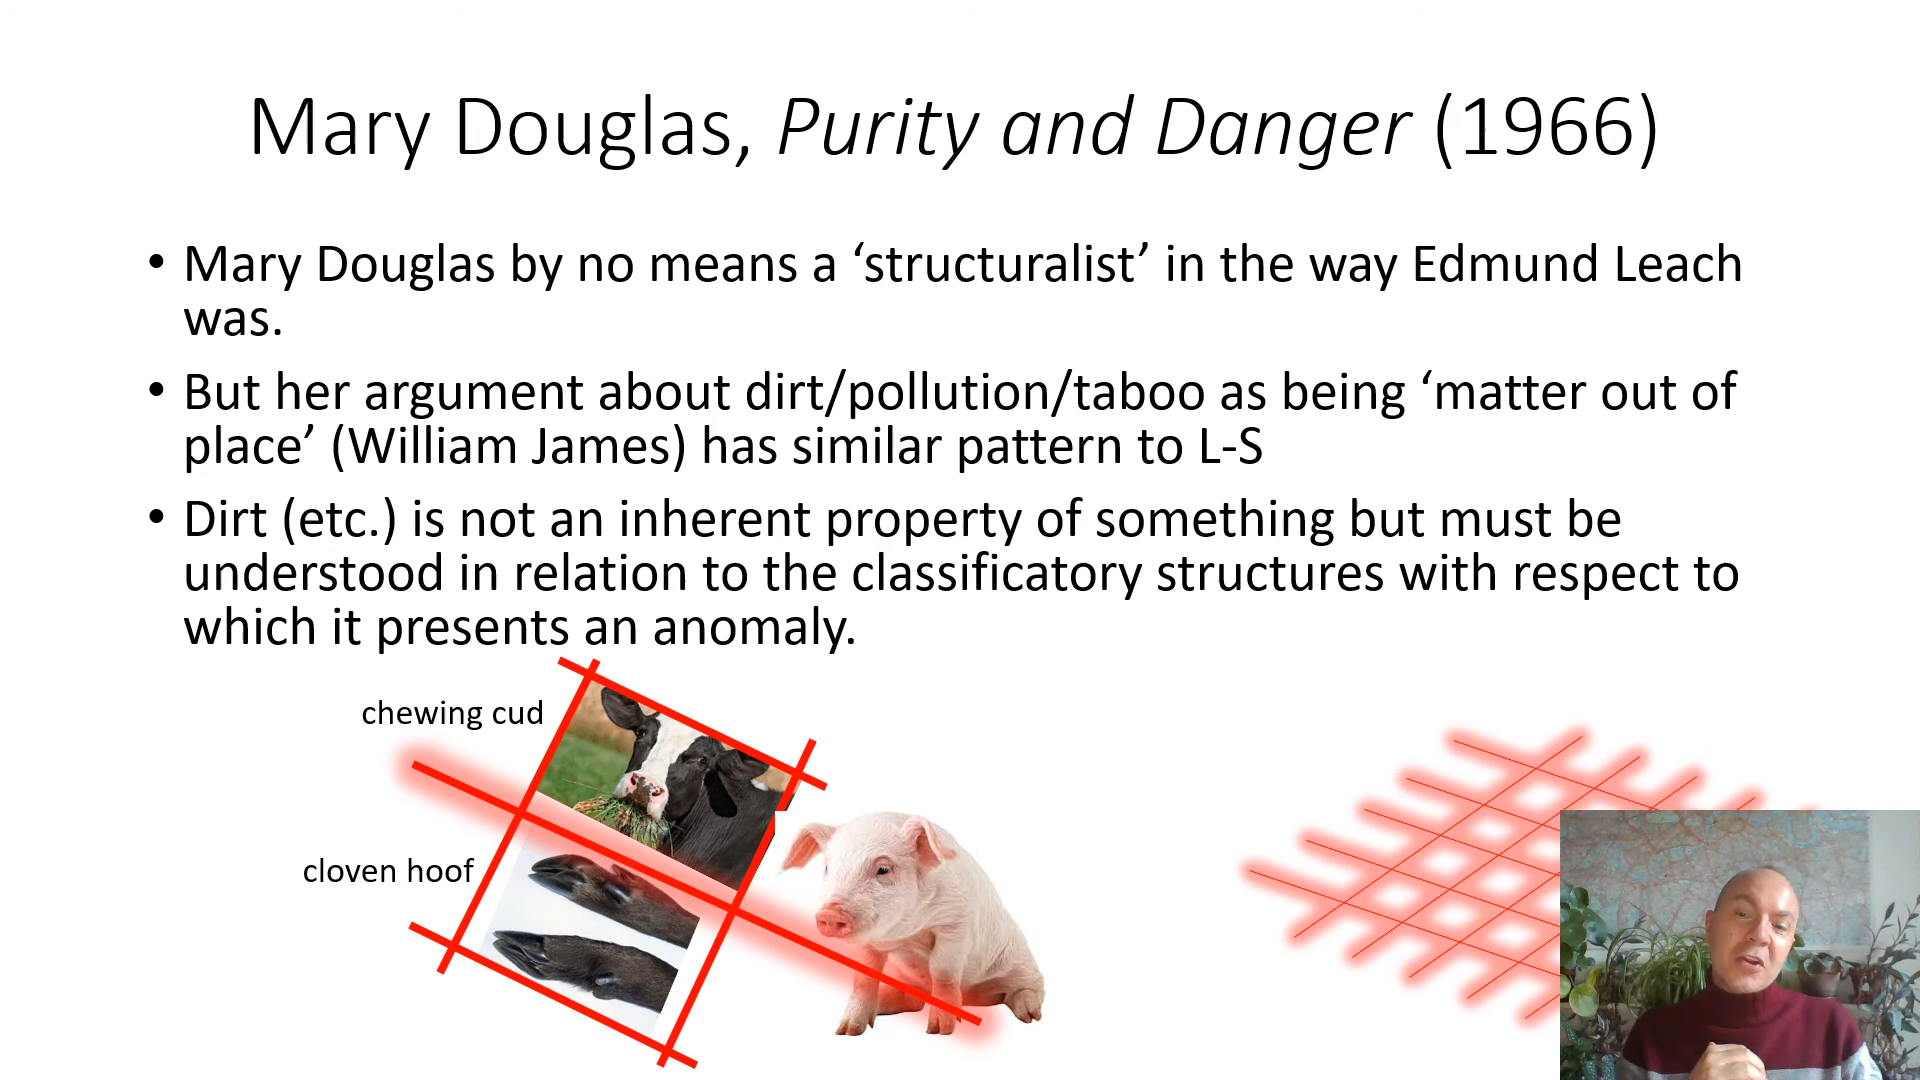 Mary Douglas, Purity and Danger (1966)
• Mary Douglas by no means a ‘structuralist’ in the way Edmund Leach
was.
• But her argument about dirt/pollution/taboo as being ‘matter out of
place’ (William James) has similar pattern to L-S
• Dirt (etc.) is not an inherent property of something but must be
understood in relation to the classificatory structures with respect to
which it presents an anomaly.
chewing cud
cloven hoof